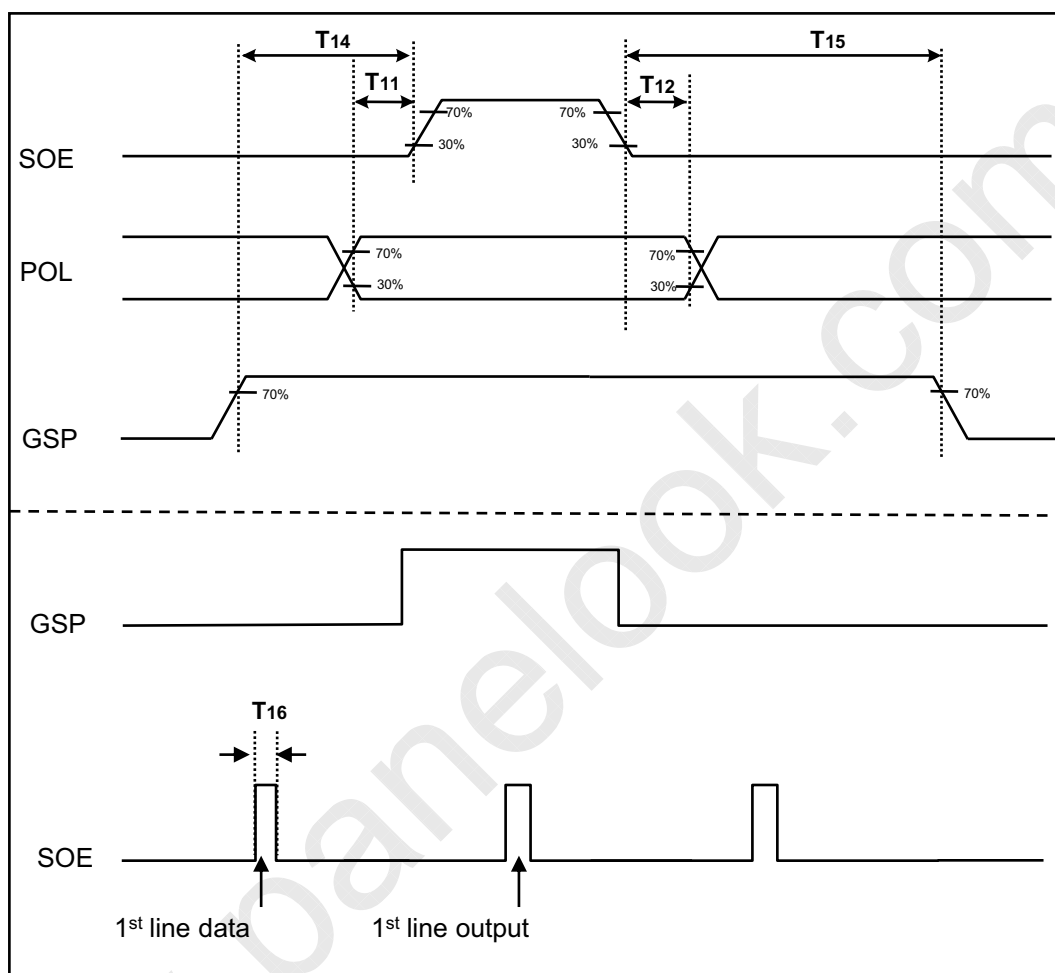 T14
T15
T11
T12
70%
70%
SOE
30%
30%
POL
70%
70%
30%
30%
70%
70%
GSP
GSP
T16
SOE
1st line data
1st line output
panelook.com